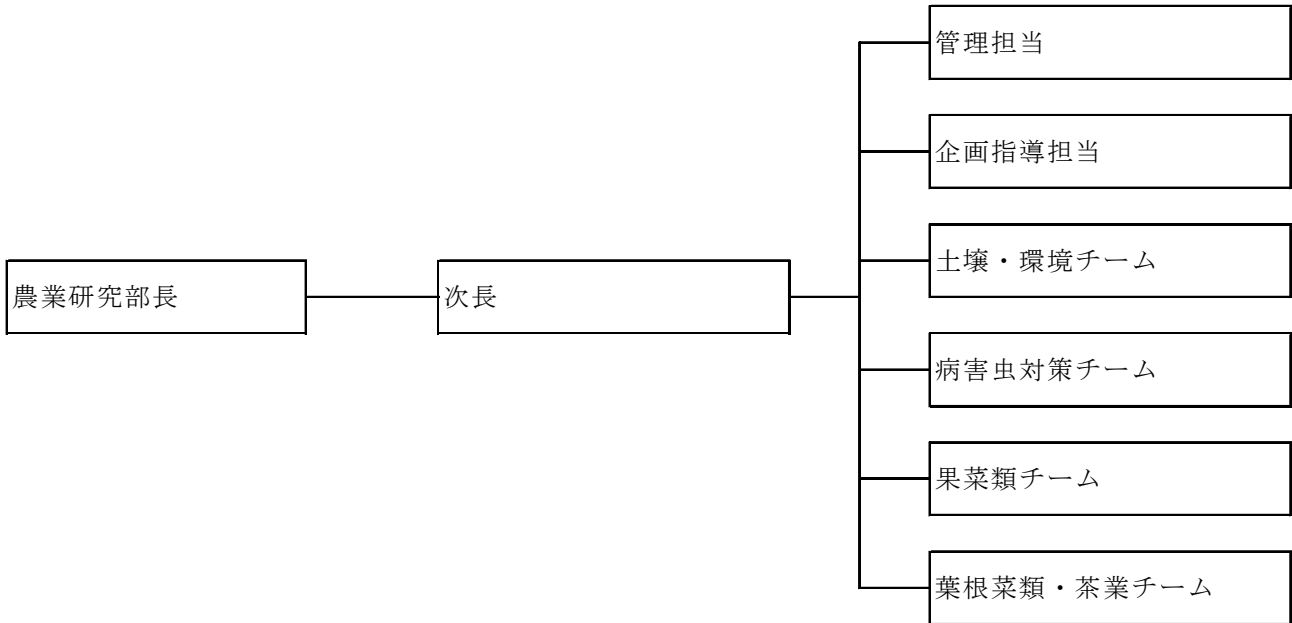 農業研究部長
次長
管理担当
企画指導担当
土壌・環境チーム
病害虫対策チーム
果菜類チーム
葉根菜類・茶業チーム